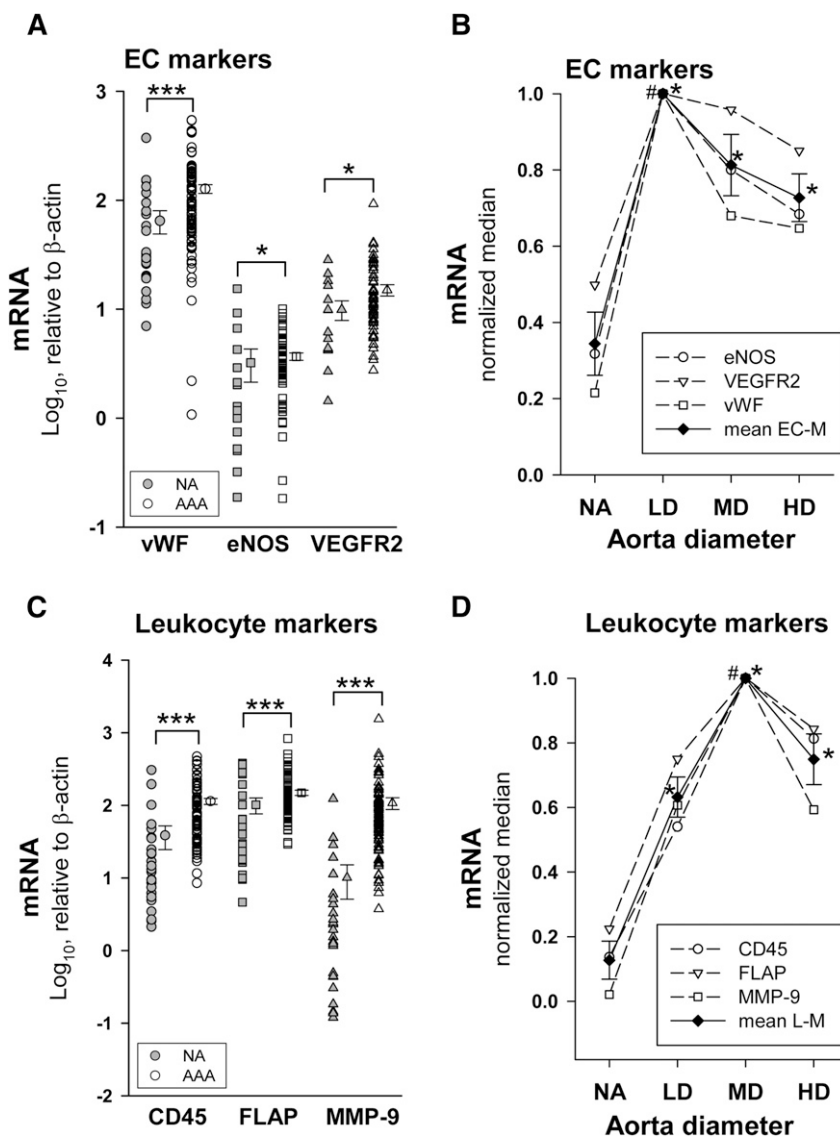 A
EC markers
mRNA
Log10, relative to β-actin
3
2
1
0
-1
***
*
*
NA
AAA
vWF eNOS VEGFR2
B
EC markers
mRNA
normalized median
1.0
0.8
0.6
0.4
0.2
0.0
# *
*
*
eNOS
VEGFR2
vWF
mean EC-M
NA LD MD HD
Aorta diameter
C
Leukocyte markers
mRNA
Log10, relative to β-actin
4
3
2
1
0
-1
-2
***
***
***
NA
AAA
CD45 FLAP MMP-9
D
Leukocyte markers
mRNA
normalized median
1.0
0.8
0.6
0.4
0.2
0.0
# *
*
*
CD45
FLAP
MMP-9
mean L-M
NA LD MD HD
Aorta diameter